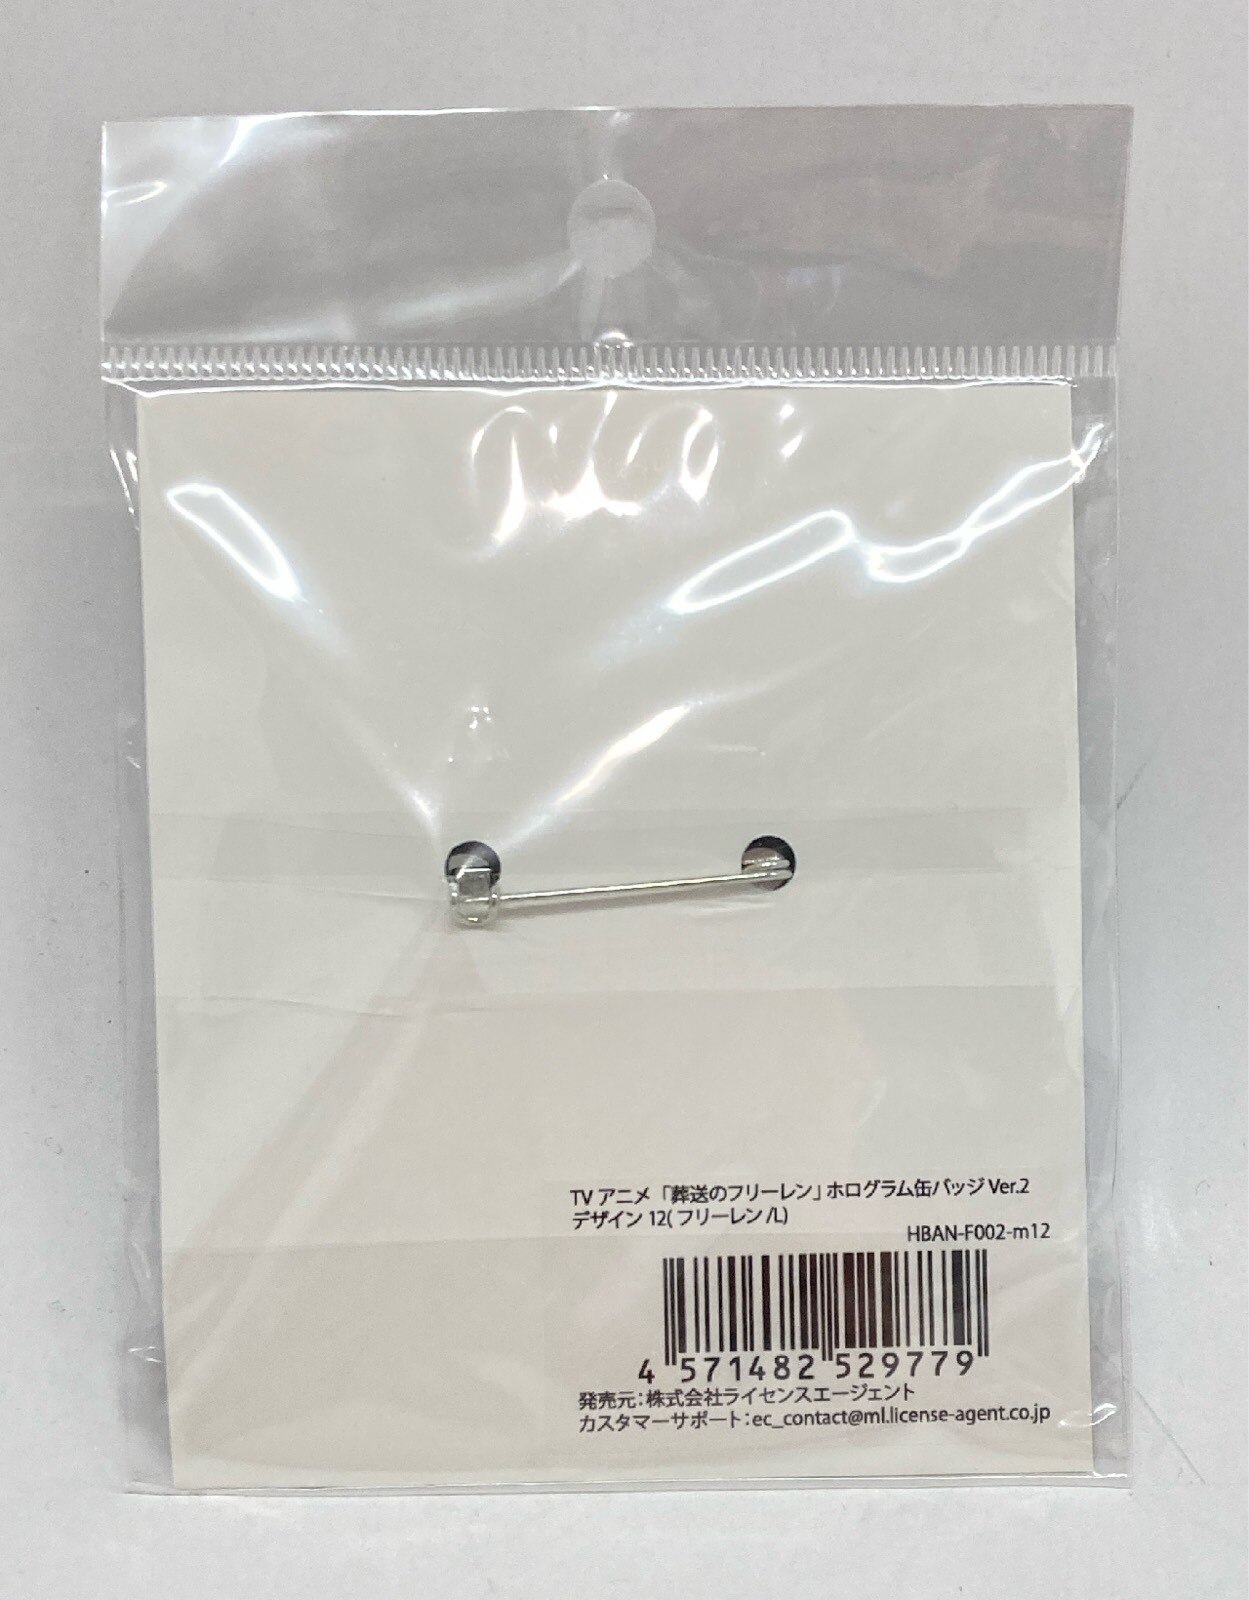 TV アニメ「葬送のフリーレン」ホログラム缶バッジ Ver.2
デザイン 12( フリーレン /L)
HBAN-F002-m12
4 571482 529779
発売元：株式会社ライセンスエージェント
カスタマーサポート：ec_contact@ml.license-agent.co.jp